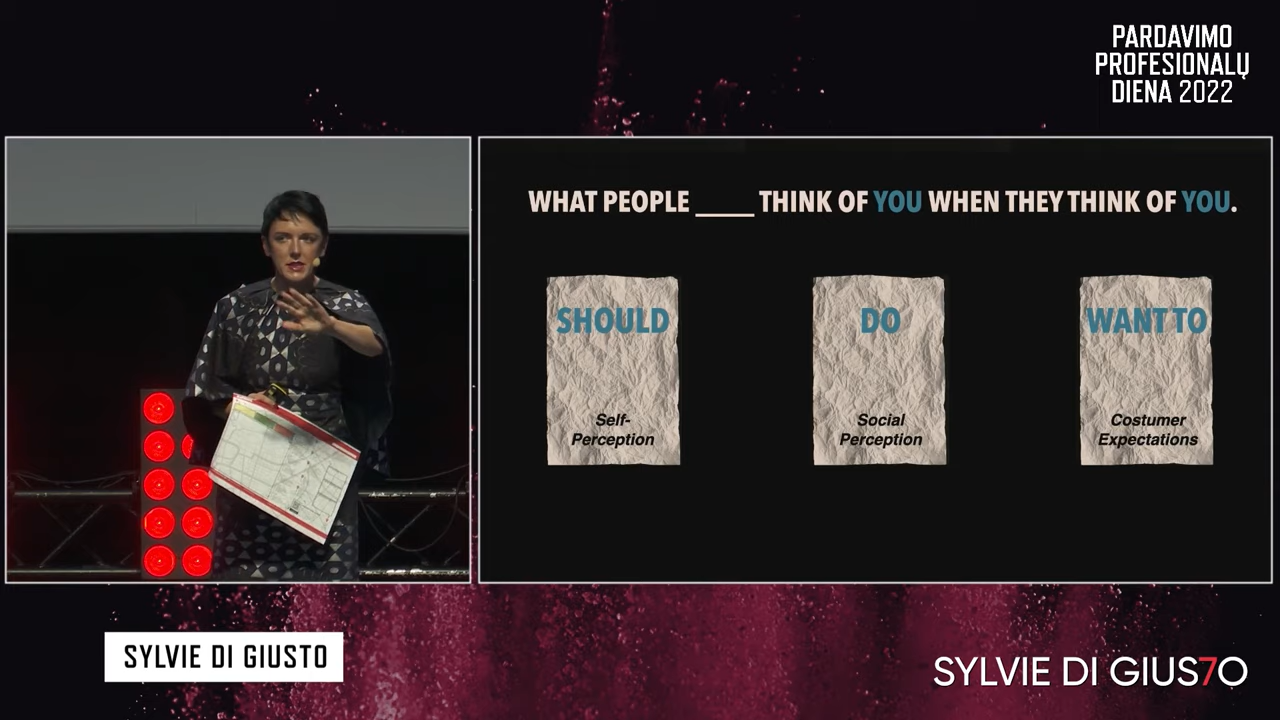 PARDAVIMO
PROFESIONALŲ
DIENA 2022
WHAT PEOPLE ____ THINK OF YOU WHEN THEY THINK OF YOU.
SHOULD
Self-
Perception
DO
Social
Perception
WANT TO
Costumer
Expectations
SYLVIE DI GIUSTO
SYLVIE DI GIUS7O